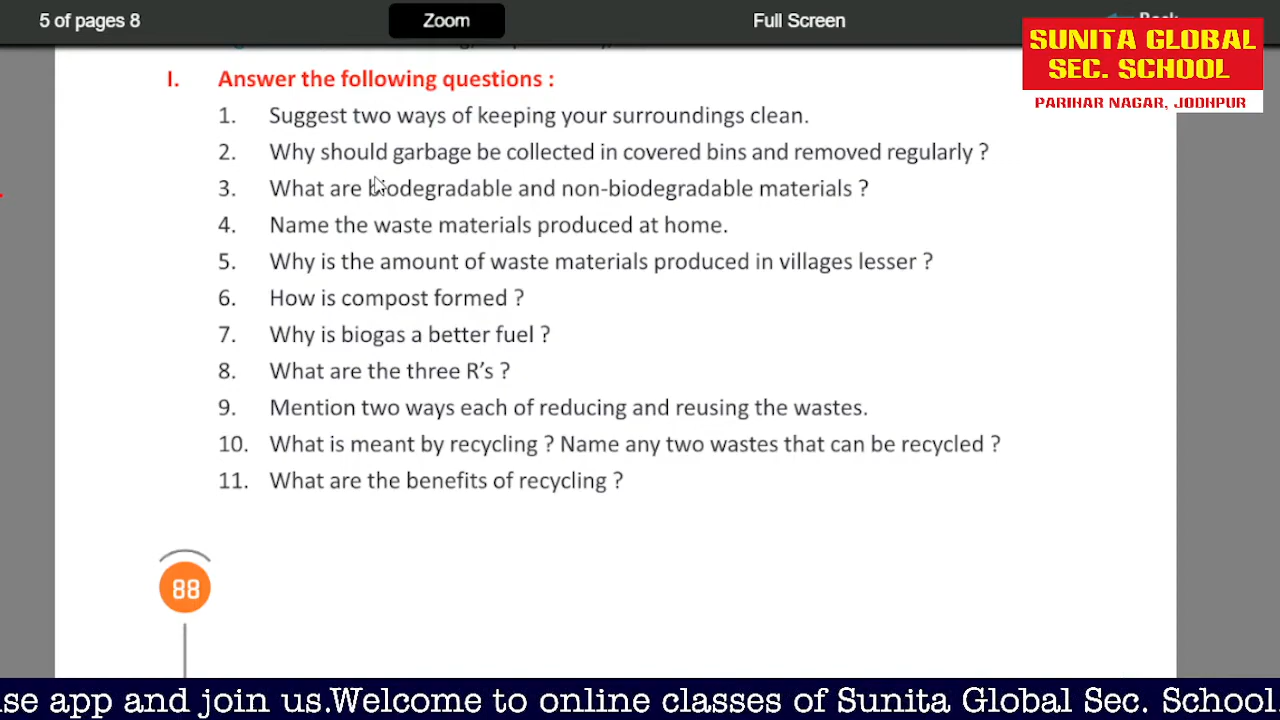 5 of pages 8
Zoom
Full Screen
SUNITA GLOBAL
SEC. SCHOOL
PARIHAR NAGAR, JODHPUR
I. Answer the following questions :
1. Suggest two ways of keeping your surroundings clean.
2. Why should garbage be collected in covered bins and removed regularly ?
3. What are biodegradable and non-biodegradable materials ?
4. Name the waste materials produced at home.
5. Why is the amount of waste materials produced in villages lesser ?
6. How is compost formed ?
7. Why is biogas a better fuel ?
8. What are the three R's ?
9. Mention two ways each of reducing and reusing the wastes.
10. What is meant by recycling ? Name any two wastes that can be recycled ?
11. What are the benefits of recycling ?
88
se app and join us.Welcome to online classes of Sunita Global Sec. School.